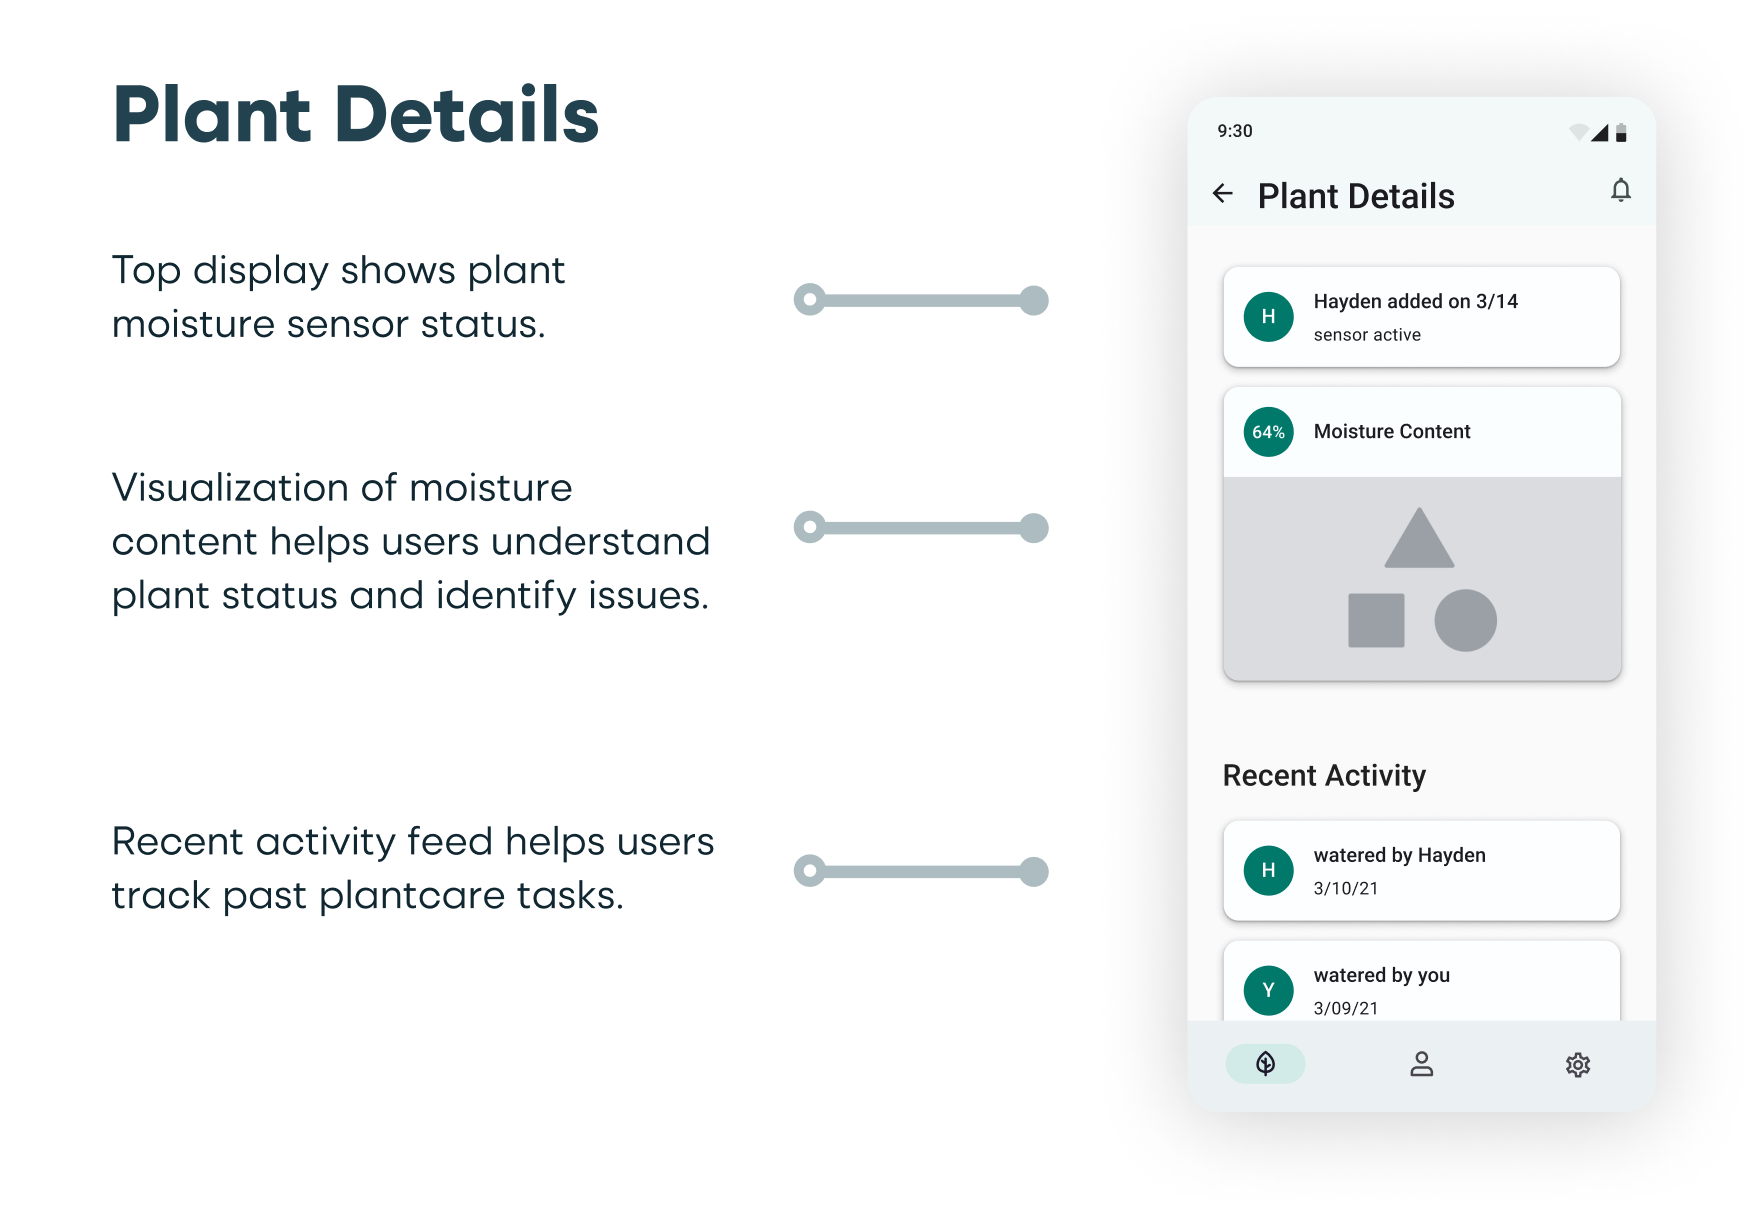 Plant Details
Top display shows plant
moisture sensor status.
Visualization of moisture
content helps users understand
plant status and identify issues.
Recent activity feed helps users
track past plantcare tasks.
9:30
Plant Details
H
Hayden added on 3/14
sensor active
64%
Moisture Content
Recent Activity
H
watered by Hayden
3/10/21
Y
watered by you
3/09/21